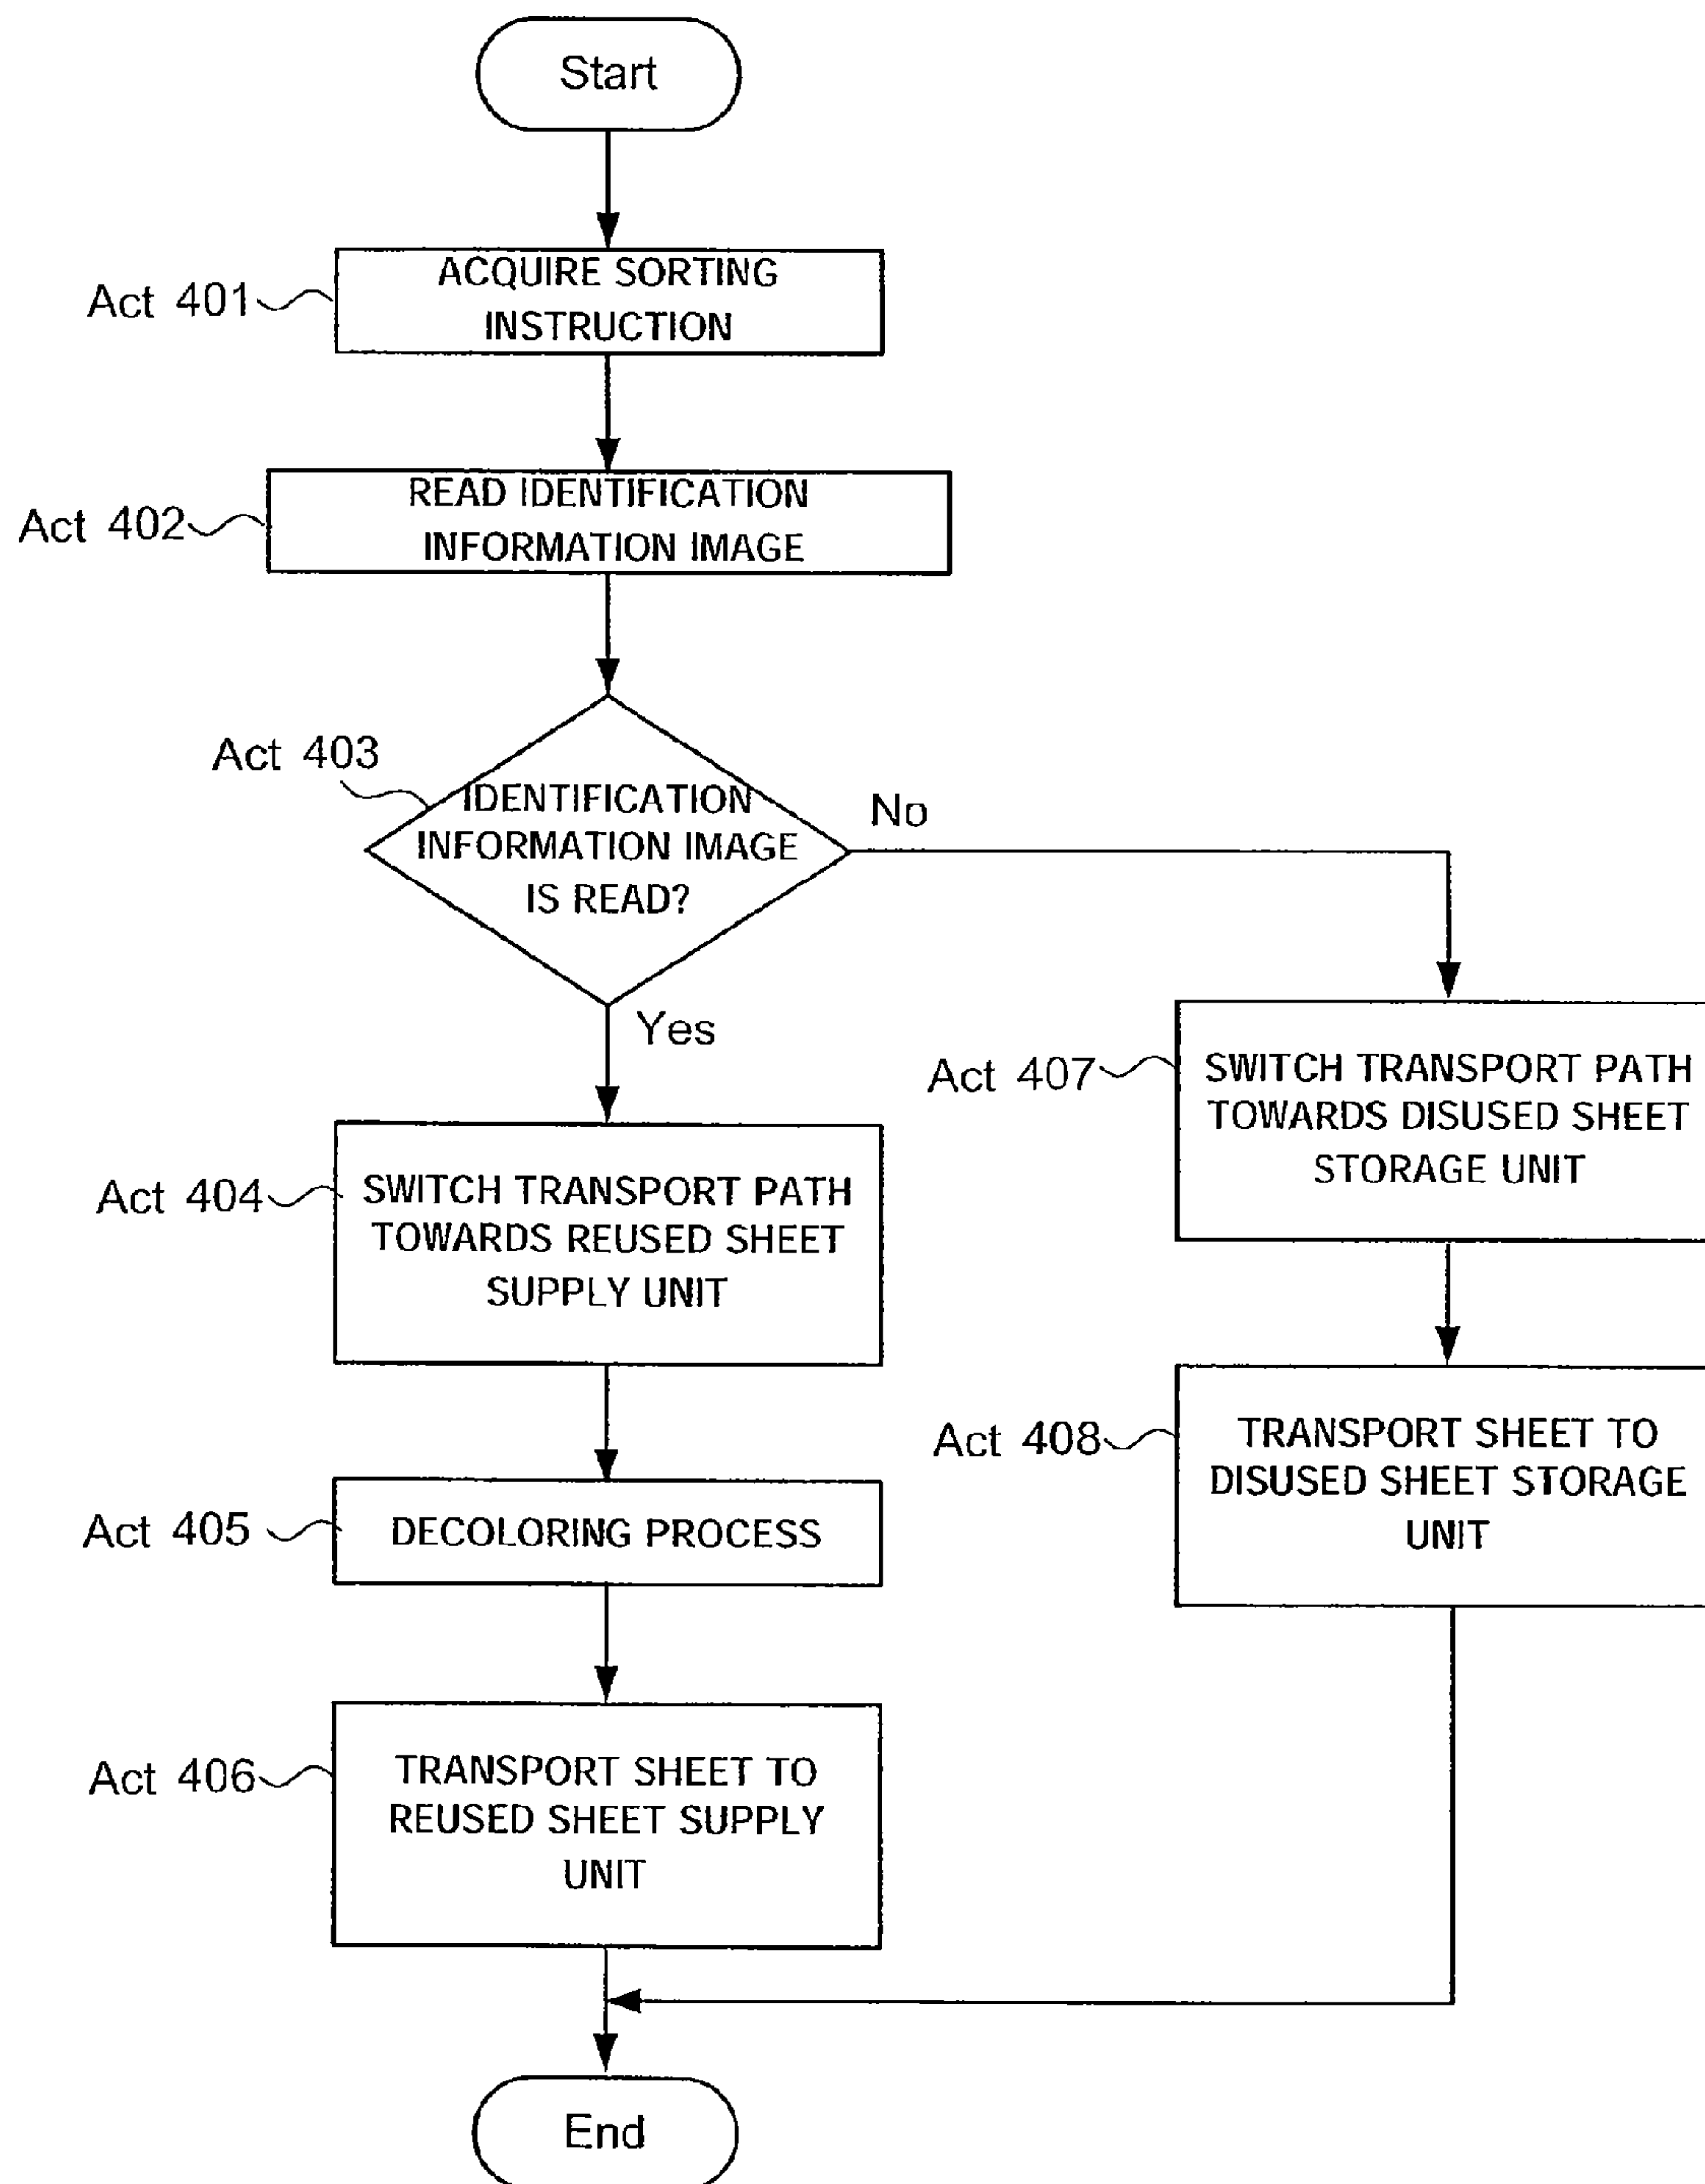 Start
Act 401
ACQUIRE SORTING
INSTRUCTION
Act 402
READ IDENTIFICATION
INFORMATION IMAGE
Act 403
IDENTIFICATION
INFORMATION IMAGE
IS READ?
No
Yes
Act 404
SWITCH TRANSPORT PATH
TOWARDS REUSED SHEET
SUPPLY UNIT
Act 405
DECOLORING PROCESS
Act 406
TRANSPORT SHEET TO
REUSED SHEET SUPPLY
UNIT
Act 407
SWITCH TRANSPORT PATH
TOWARDS DISUSED SHEET
STORAGE UNIT
Act 408
TRANSPORT SHEET TO
DISUSED SHEET STORAGE
UNIT
End